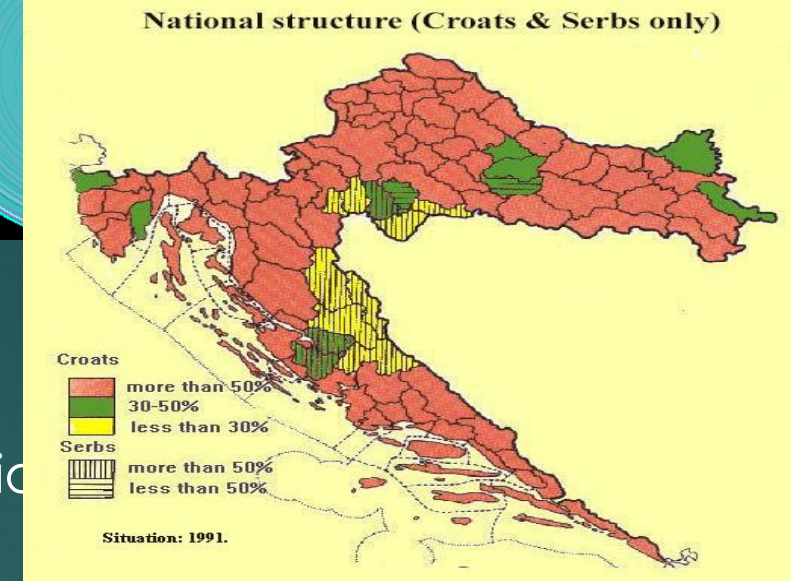 National structure (Croats & Serbs only)
Croats
more than 50%
30-50%
less than 30%
Serbs
more than 50%
less than 50%
Situation: 1991.